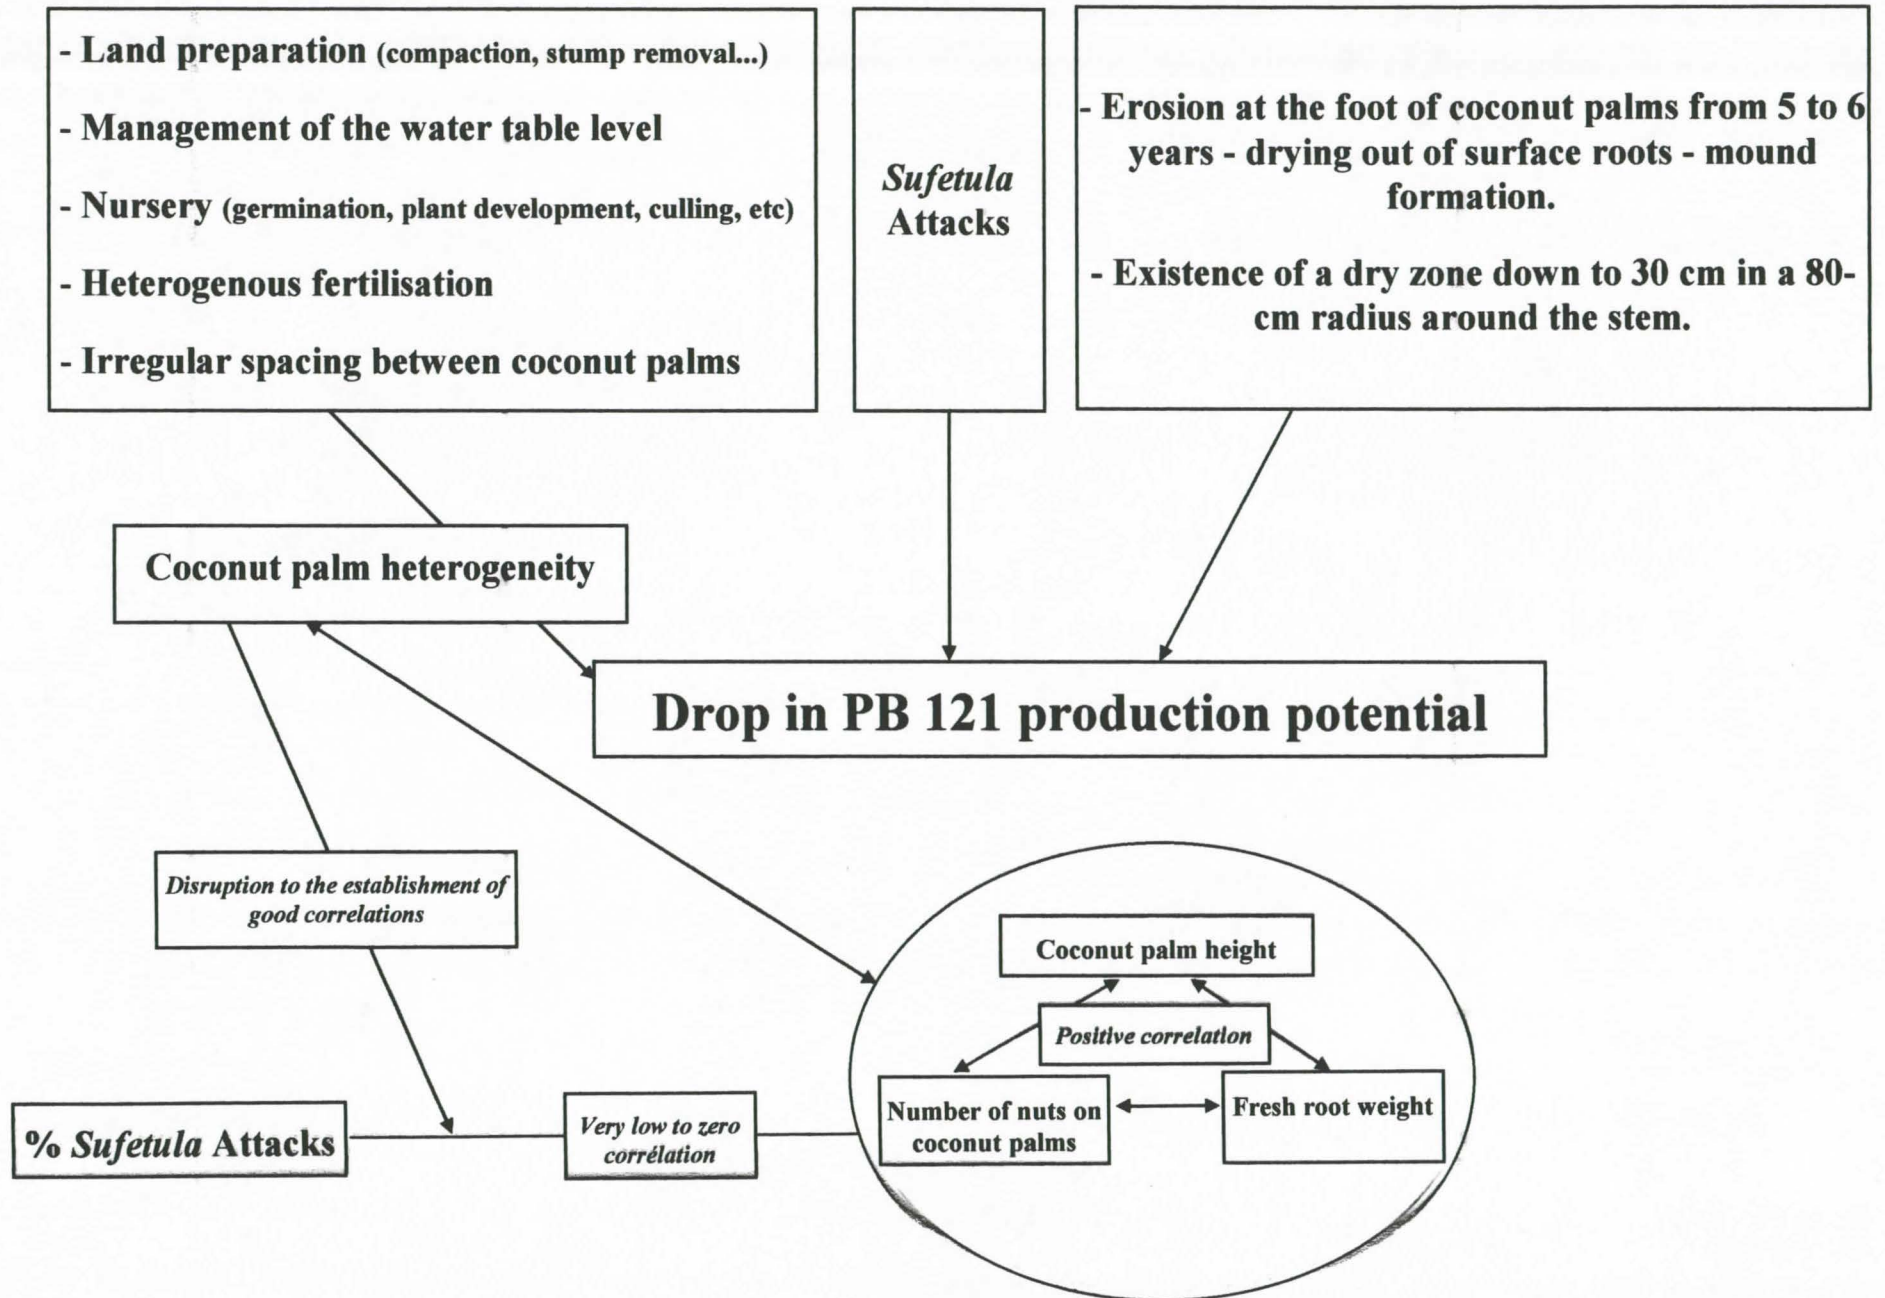 - Land preparation (compaction, stump removal...)
- Management of the water table level
- Nursery (germination, plant development, culling, etc)
- Heterogenous fertilisation
- Irregular spacing between coconut palms
Sufetula
Attacks
- Erosion at the foot of coconut palms from 5 to 6
years - drying out of surface roots - mound
formation.
- Existence of a dry zone down to 30 cm in a 80-
cm radius around the stem.
Coconut palm heterogeneity
Drop in PB 121 production potential
Disruption to the establishment of
good correlations
Coconut palm height
Positive correlation
Number of nuts on
coconut palms
Fresh root weight
% Sufetula Attacks
Very low to zero
corrélation